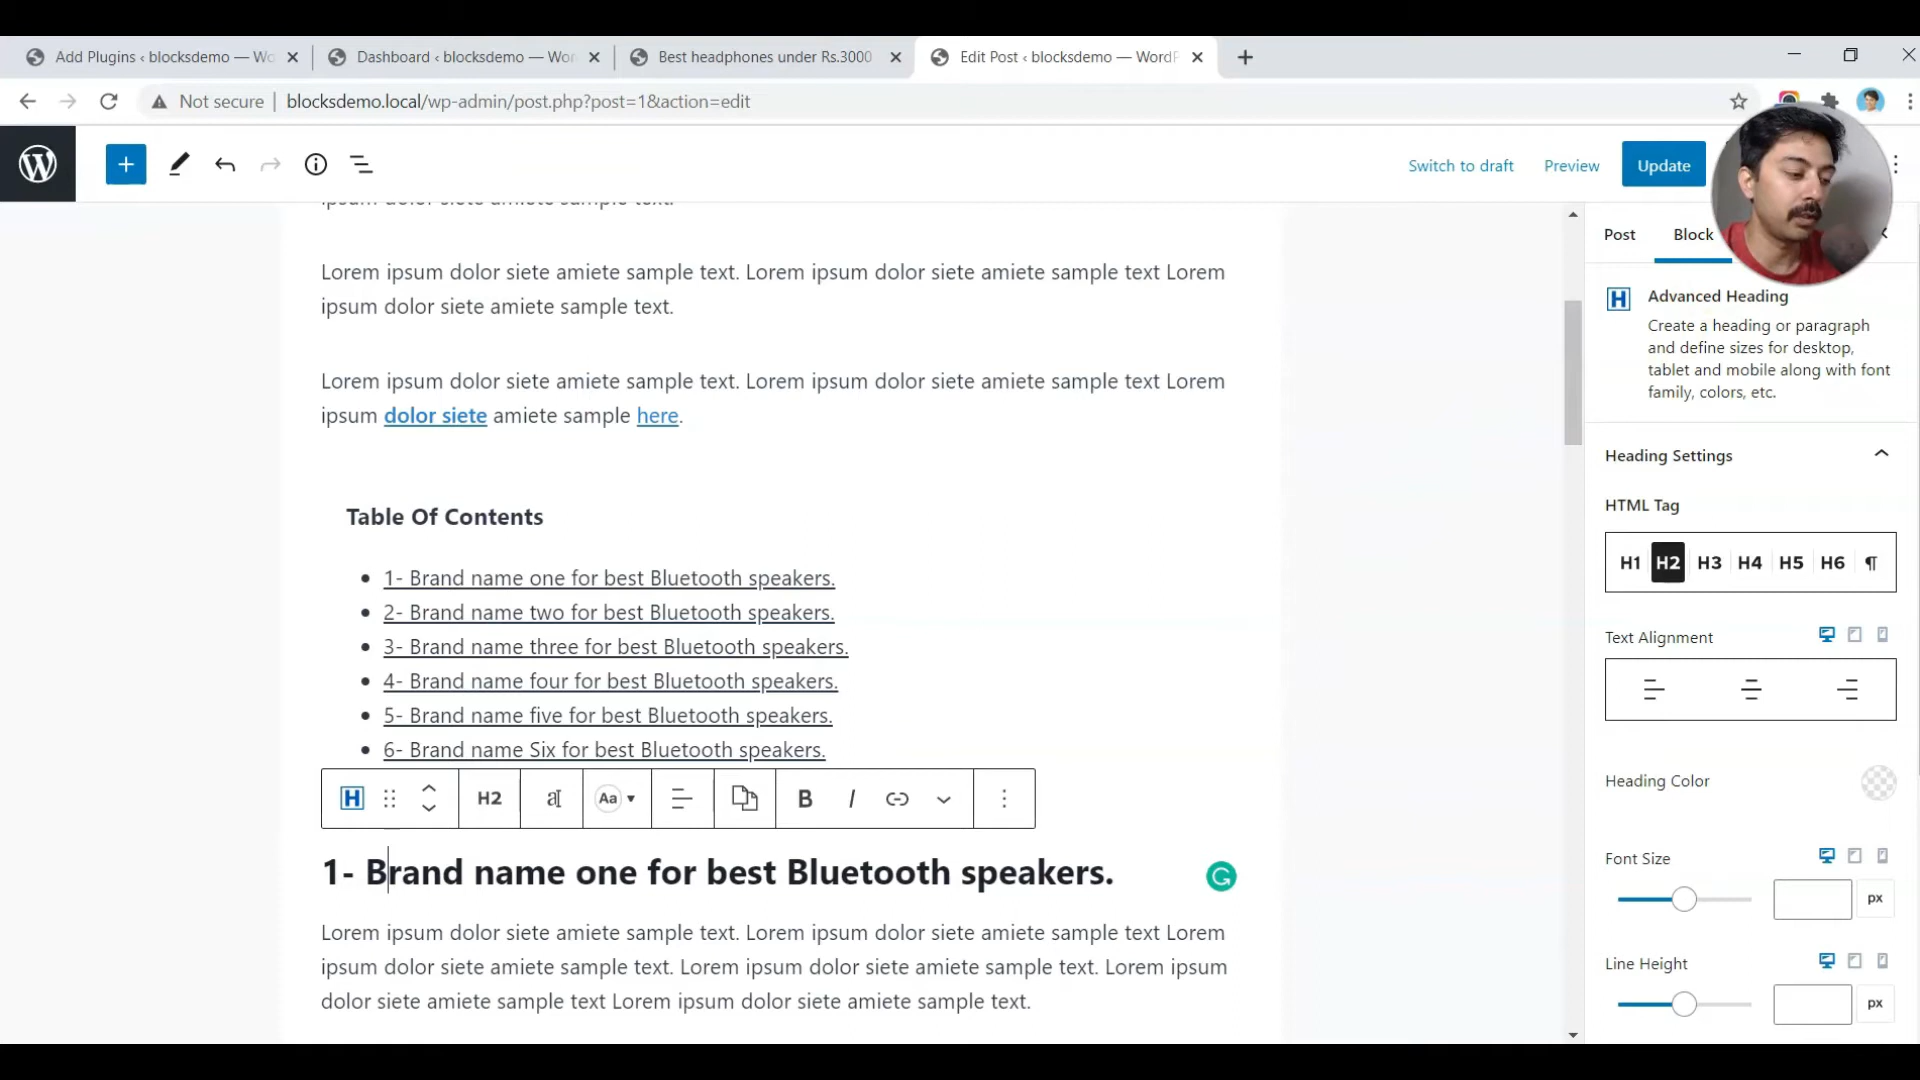 Add Plugins ‹ blocksdemo — Wo
Dashboard ‹ blocksdemo — Wor
Best headphones under Rs.3000
Edit Post ‹ blocksdemo — WordP
Not secure
blocksdemo.local/wp-admin/post.php?post=1&action=edit
Switch to draft
Preview
Update
ipsum dolor siete amiete sample text.
Lorem ipsum dolor siete amiete sample text. Lorem ipsum dolor siete amiete sample text Lorem
ipsum dolor siete amiete sample text.
Lorem ipsum dolor siete amiete sample text. Lorem ipsum dolor siete amiete sample text Lorem
ipsum dolor siete amiete sample here.
Table Of Contents
1- Brand name one for best Bluetooth speakers.
2- Brand name two for best Bluetooth speakers.
3- Brand name three for best Bluetooth speakers.
4- Brand name four for best Bluetooth speakers.
5- Brand name five for best Bluetooth speakers.
6- Brand name Six for best Bluetooth speakers.
H H2 a Aa B I
1- Brand name one for best Bluetooth speakers.
Lorem ipsum dolor siete amiete sample text. Lorem ipsum dolor siete amiete sample text Lorem
ipsum dolor siete amiete sample text. Lorem ipsum dolor siete amiete sample text. Lorem ipsum
dolor siete amiete sample text Lorem ipsum dolor siete amiete sample text.
Post
Block
H
Advanced Heading
Create a heading or paragraph
and define sizes for desktop,
tablet and mobile along with font
family, colors, etc.
Heading Settings
HTML Tag
H1 H2 H3 H4 H5 H6 ¶
Text Alignment
Heading Color
Font Size
px
Line Height
px